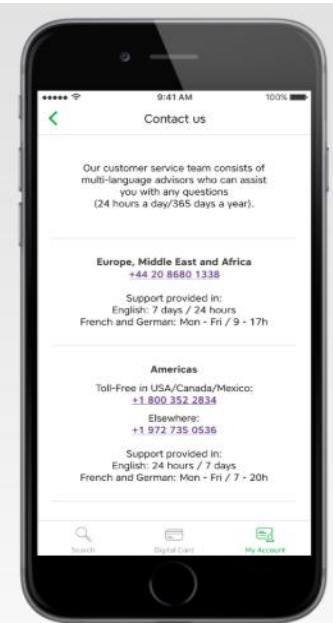 9:41 AM
100%
Contact us
Our customer service team consists of
multi-language advisors who can assist
you with any questions
(24 hours a day/365 days a year).
Europe, Middle East and Africa
+44 20 8680 1338
Support provided in:
English: 7 days / 24 hours
French and German: Mon - Fri / 9 - 17h
Americas
Toll-Free in USA/Canada/Mexico:
+1 800 352 2834
Elsewhere:
+1 972 735 0536
Support provided in:
English: 24 hours / 7 days
French and German: Mon - Fri / 7 - 20h
Search
Digital Card
My Account